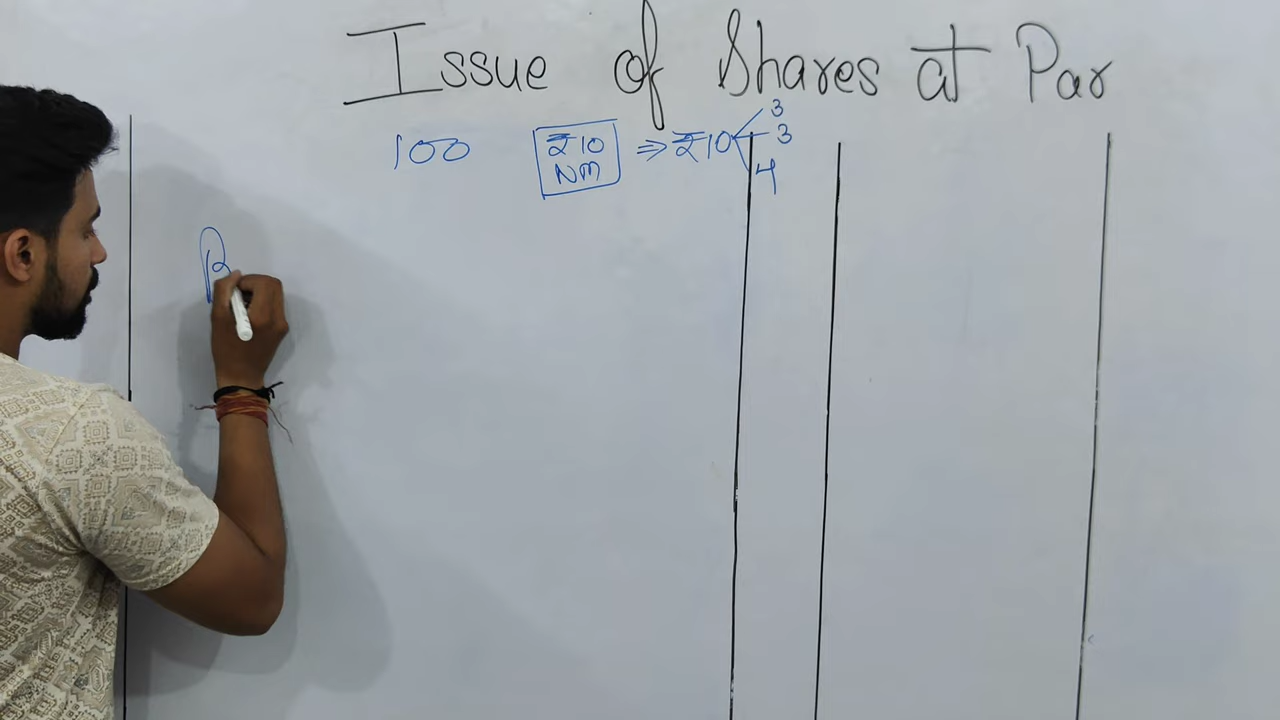 Issue of Shares at Par
100 ₹10 NM ⇒ ₹10 3 3 4
B